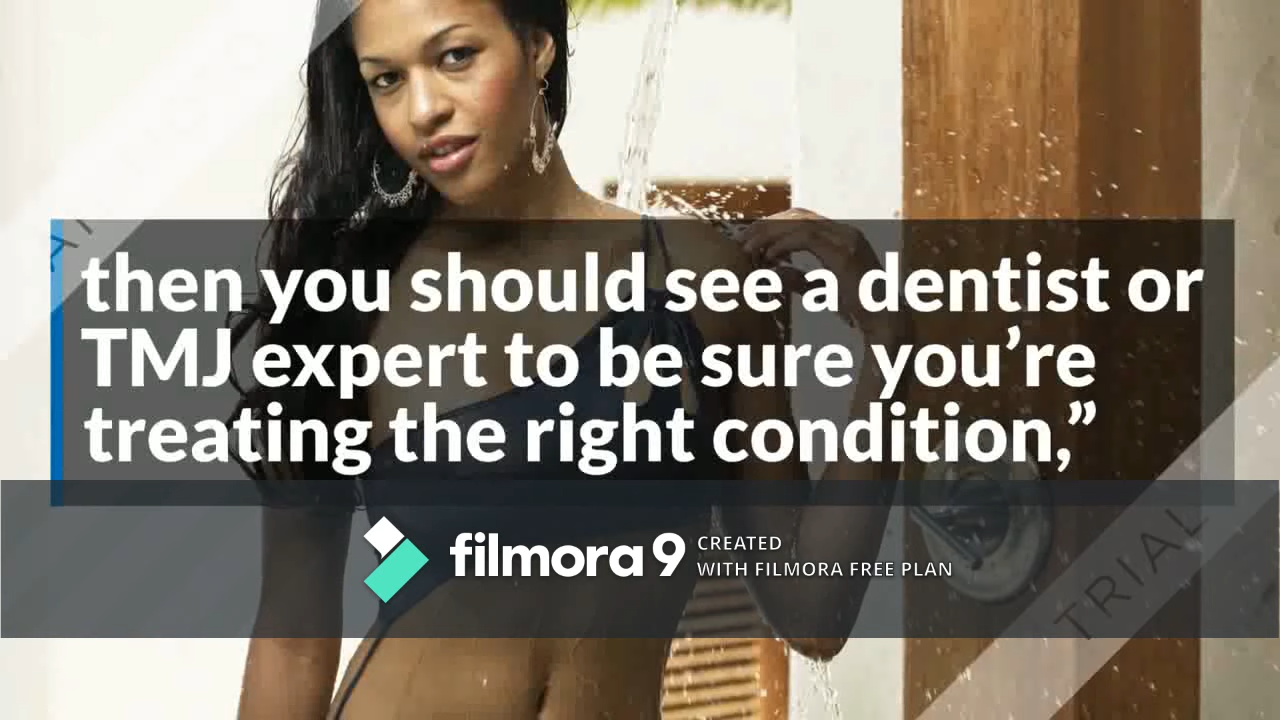 then you should see a dentist or
TMJ expert to be sure you’re
treating the right condition,”
filmora 9 CREATED
WITH FILMORA FREE PLAN
TRIAL